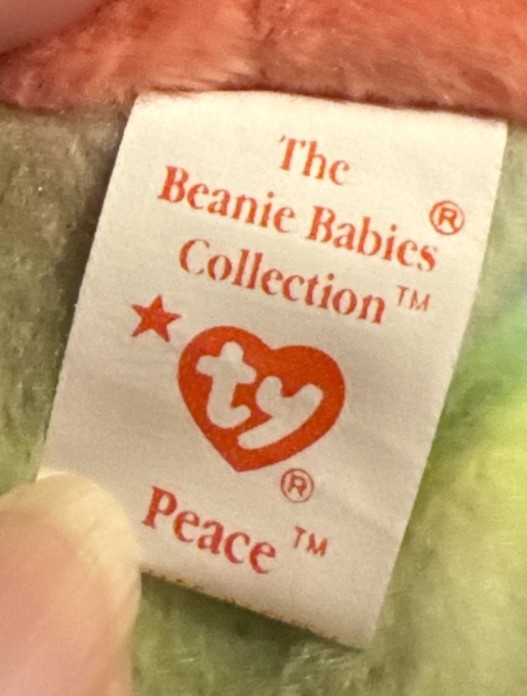 The
Beanie Babies®
Collection™
ty®
Peace™